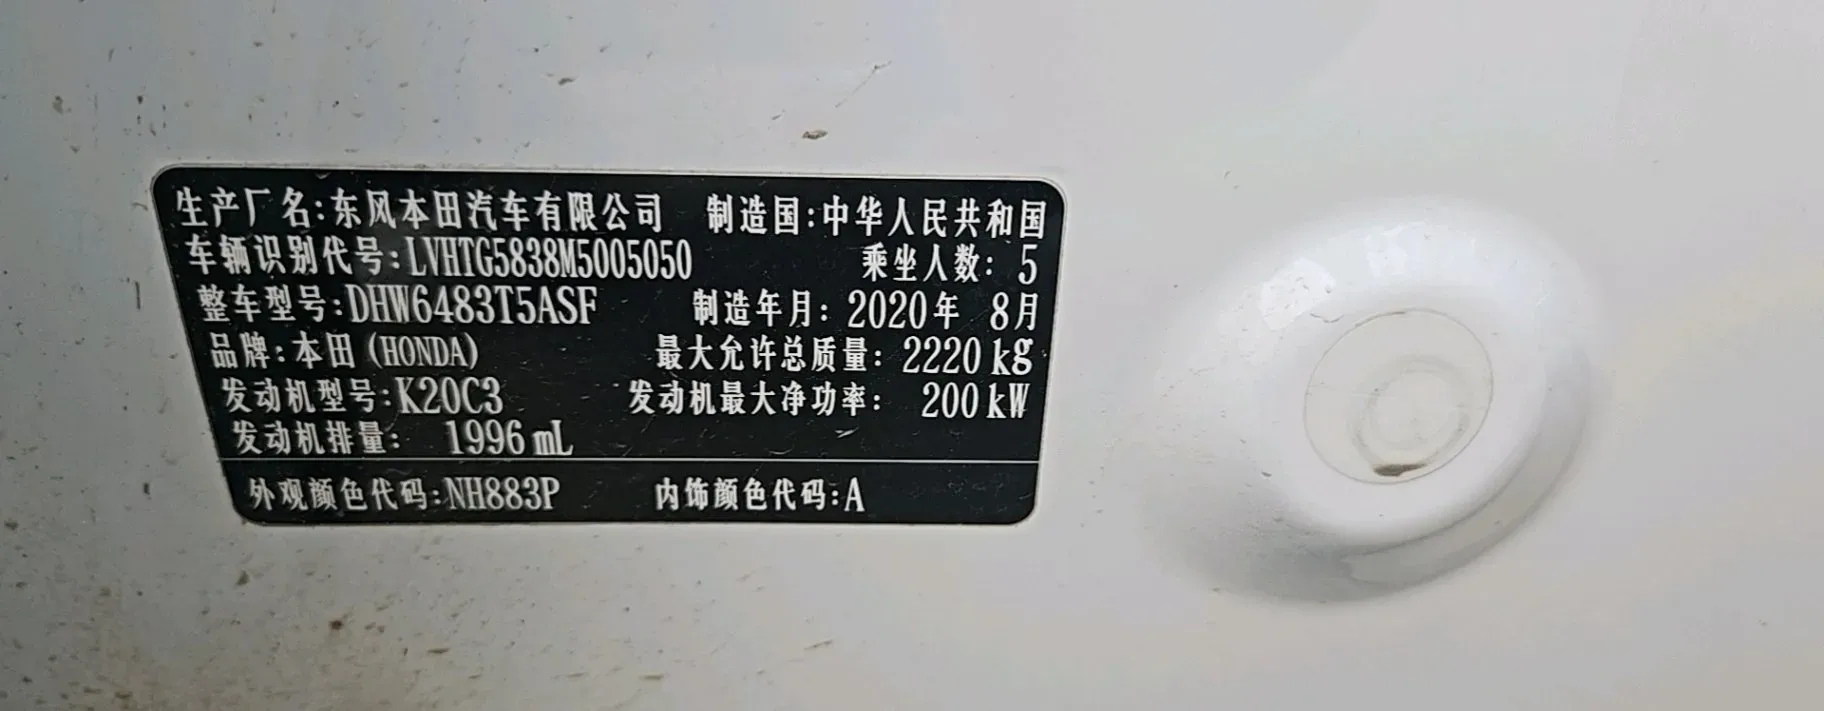 生产厂名:东风本田汽车有限公司 制造国:中华人民共和国
车辆识别代号:LVHTG5838M5005050 乘坐人数: 5
整车型号:DHW6483T5ASF 制造年月: 2020年 8月
品牌:本田(HONDA) 最大允许总质量: 2220 kg
发动机型号:K20C3 发动机最大净功率: 200 kW
发动机排量: 1996 mL
外观颜色代码:NH883P 内饰颜色代码:A